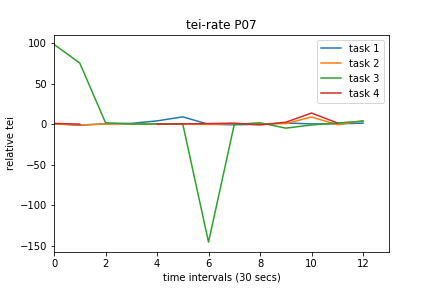 tei-rate P07
100
50
0
−50
−100
−150
relative tei
task 1
task 2
task 3
task 4
0 2 4 6 8 10 12
time intervals (30 secs)